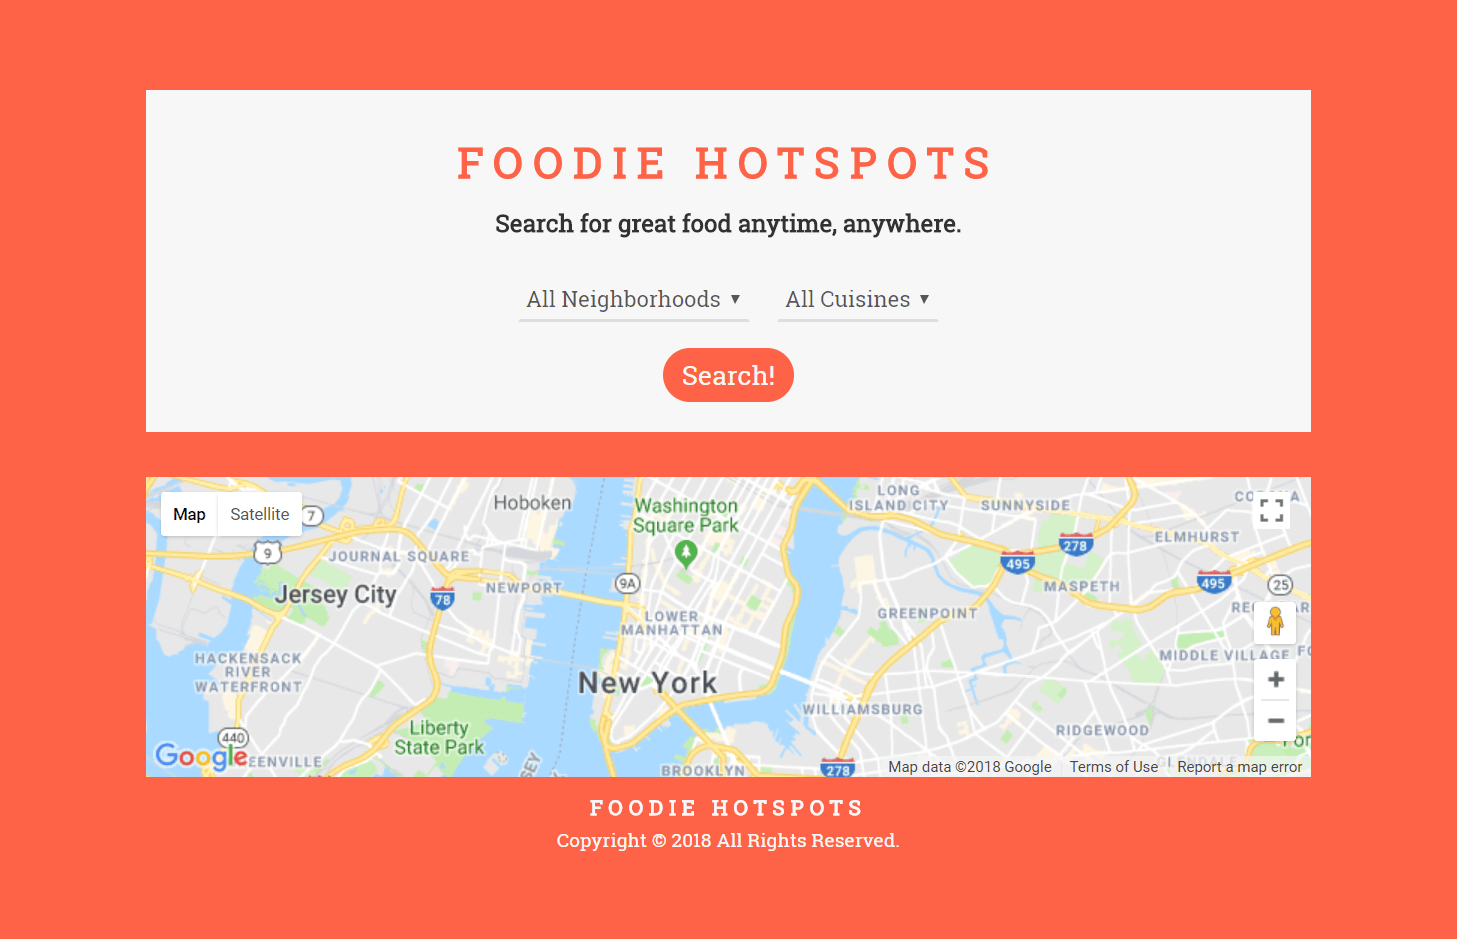 FOODIE HOTSPOTS
Search for great food anytime, anywhere.
All Neighborhoods ▼
All Cuisines ▼
Search!
Map
Satellite
7
9
JOURNAL SQUARE
Hoboken
Washington
Square Park
LONG
ISLAND CITY
SUNNYSIDE
278
495
ELMHURST
495
25
Jersey City
78
NEWPORT
9A
LOWER
MANHATTAN
GREENPOINT
MASPETH
HACKENSACK
RIVER
WATERFRONT
New York
MIDDLE VILLAGE
WILLIAMSBURG
RIDGEWOOD
Liberty
State Park
440
Google
EENVILLE
BROOKLYN
278
GLENDALE
Map data ©2018 Google
Terms of Use
Report a map error
FOODIE HOTSPOTS
Copyright © 2018 All Rights Reserved.